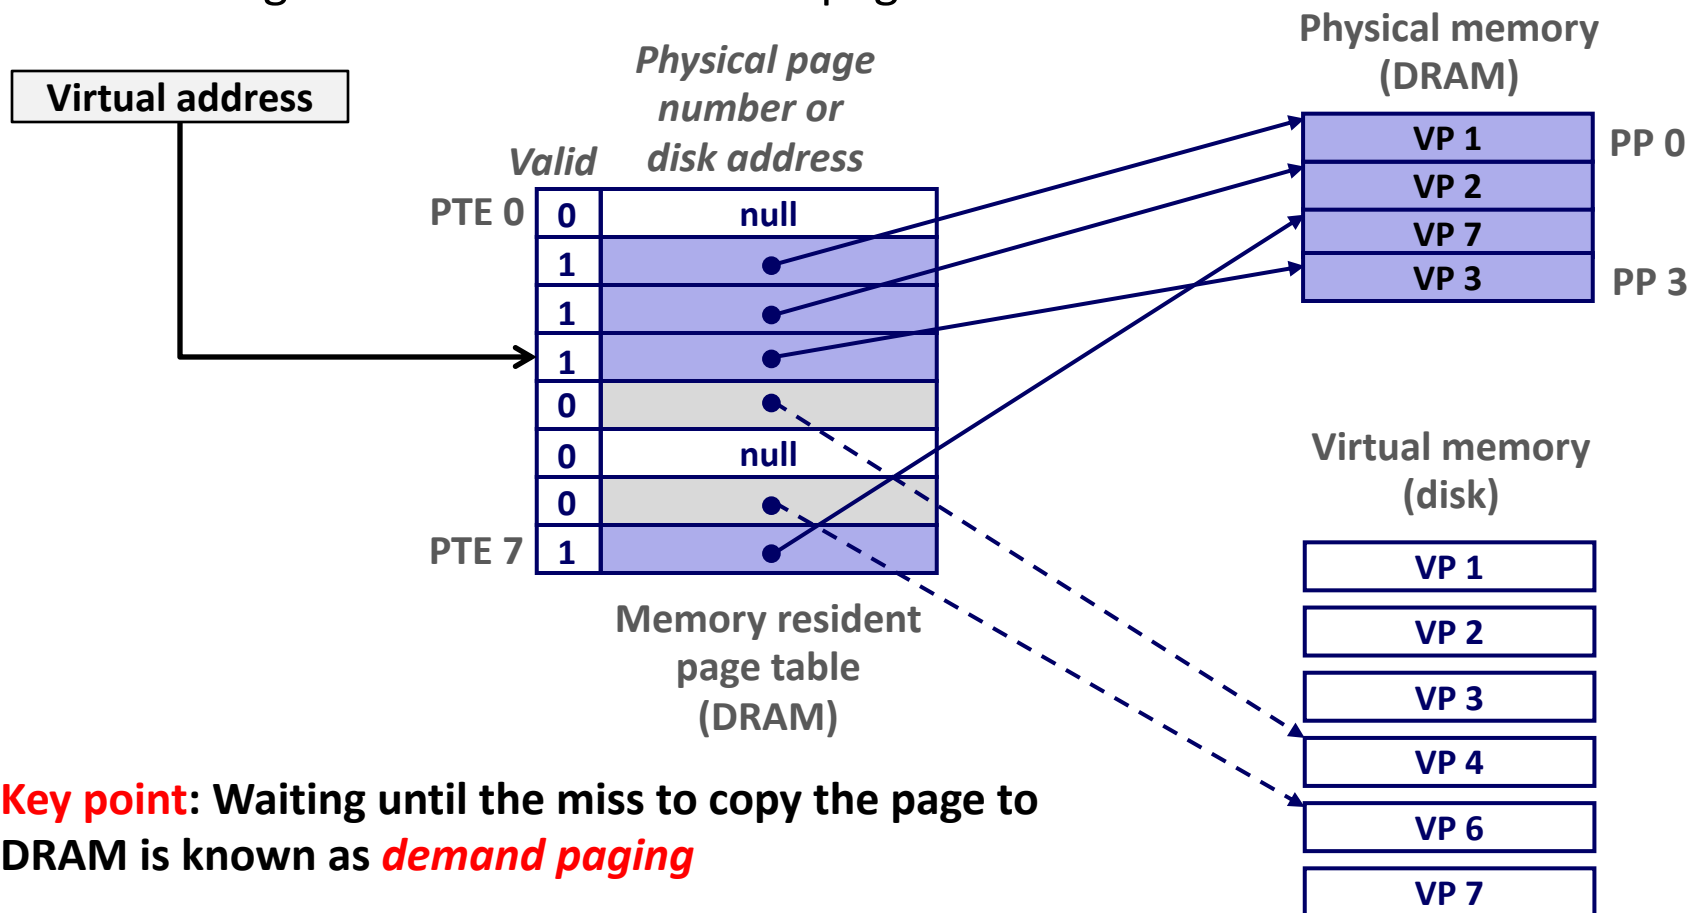 Physical memory
(DRAM)
Virtual address
Physical page
number or
disk address
Valid
PTE 0
0
null
1
1
1
0
0
null
0
PTE 7
1
Memory resident
page table
(DRAM)
VP 1
PP 0
VP 2
VP 7
VP 3
PP 3
Virtual memory
(disk)
VP 1
VP 2
VP 3
VP 4
VP 6
VP 7
Key point: Waiting until the miss to copy the page to
DRAM is known as demand paging